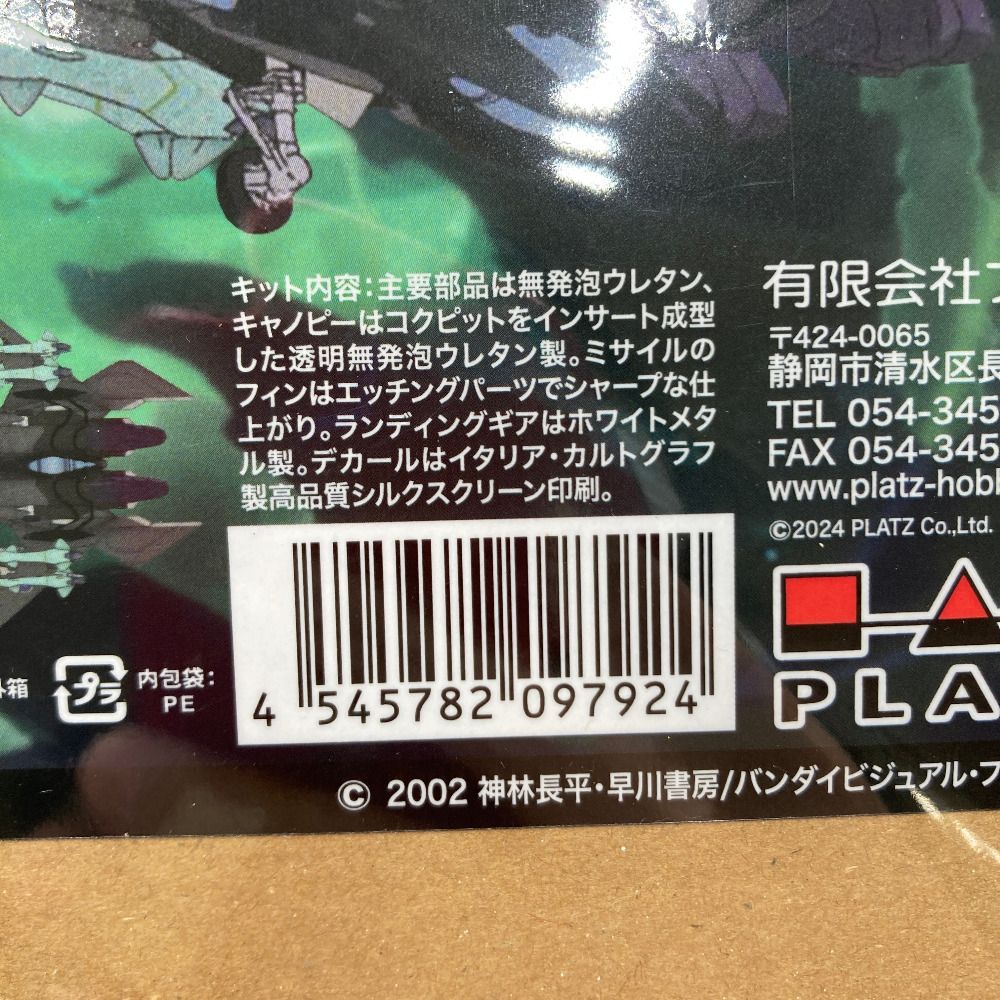 キット内容：主要部品は無発泡ウレタン、
キャノピーはコクピットをインサート成型
した透明無発泡ウレタン製。ミサイルの
フィンはエッチングパーツでシャープな仕
上がり。ランディングギアはホワイトメタ
ル製。デカールはイタリア・カルトグラフ
製高品質シルクスクリーン印刷。
有限会社
〒424-0065
静岡市清水区長
TEL 054-345
FAX 054-345
www.platz-hobb
©2024 PLATZ Co.,Ltd.
PLA
外箱
プラ
内包袋：
PE
4 545782 097924
© 2002 神林長平・早川書房/バンダイビジュアル・